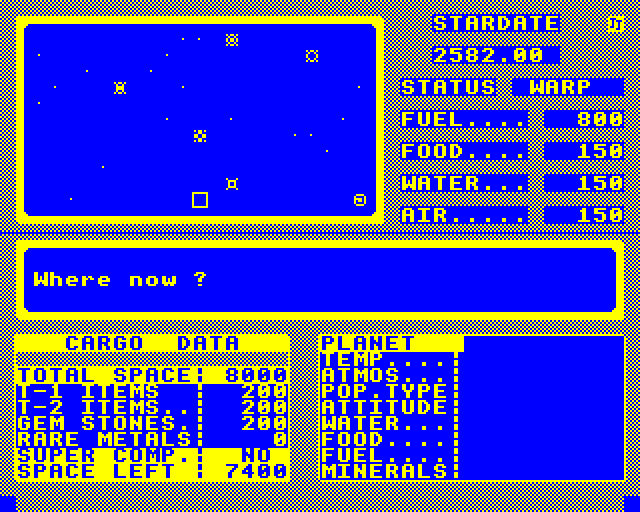 STARDATE
2582.00
STATUS WARP
FUEL.... 800
FOOD.... 150
WATER... 150
AIR..... 150
Where now ?
CARGO DATA
TOTAL SPACE: 8000
T-1 ITEMS 200
T-2 ITEMS.. 200
GEM STONES. 200
RARE METALS 0
SUPER COMP. NO
SPACE LEFT 7400
PLANET
TEMP....
ATMOS...
POP.TYPE
ATTITUDE
WATER...
FOOD....
FUEL....
MINERALS